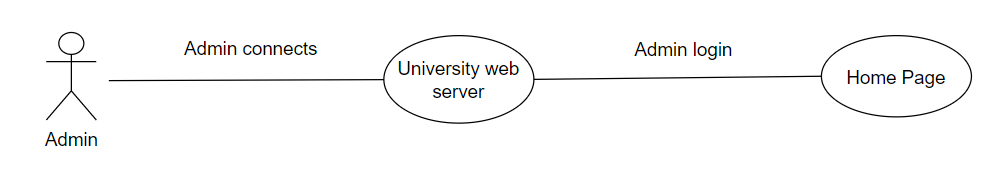 Admin connects
Admin login
University web
server
Home Page
Admin